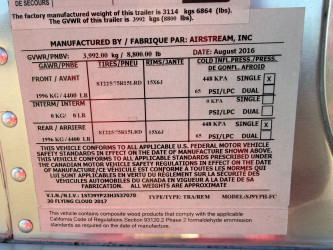 The factory manufactured weight of this trailer is 3114 kgs 6864 (lbs).
The GVWR of this trailer is 3992 kgs (8800 lbs).
MANUFACTURED BY / FABRIQUE PAR: AIRSTREAM, INC
GVWR/PNBV: 3,992.00 kg / 8,800.00 lb DATE: August 2016
GAWR/PNBE TIRES/PNEU RIMS/JANTE COLD INFL.PRESS./PRESS. DE GONFL. A FROID
FRONT / AVANT ST225/75R15LRD 15X6J 448 KPA SINGLE X
1996 KG/ 4400 LB 65 PSI/LPC DUAL
INTERM/ INTERM 0 KPA SINGLE
0 KG/ 0 LB PSI/LPC DUAL
REAR / ARRIERE ST225/75R15LRD 15X6J 448 KPA SINGLE X
1996 KG/ 4400 LB 65 PSI/LPC DUAL
THIS VEHICLE CONFORMS TO ALL APPLICABLE U.S. FEDERAL MOTOR VEHICLE
SAFETY STANDARDS IN EFFECT ON THE DATE OF MANUFACTURE SHOWN ABOVE.
THIS VEHICLE CONFORMS TO ALL APPLICABLE STANDARDS PRESCRIBED UNDER
THE CANADIAN MOTOR VEHICLE SAFETY REGULATIONS IN EFFECT ON THE DATE
OF MANUFACTURE/CE VEHICULE EST CONFORME A TOUTES LES NORMES QUI
LUI SONT APPLICABLES EN VERTU DU REGLEMENT SUR LA SECURITE DES
VEHICULES AUTOMOBILES DU CANADA EN VIGUEUR A LA DATE DE SA
FABRICATION. ALL WEIGHTS ARE APPROXIMATE
V.I.N./N.I.V.: TYPE/TYPE: TRA/REM MODEL:
30 FLYING CLOUD 2017
This vehicle contains composite wood products that comply with the applicable
California Code of Regulations Section 93120.2 Phase 2 formaldehyde emmission
standards as required on the date of manufacture.